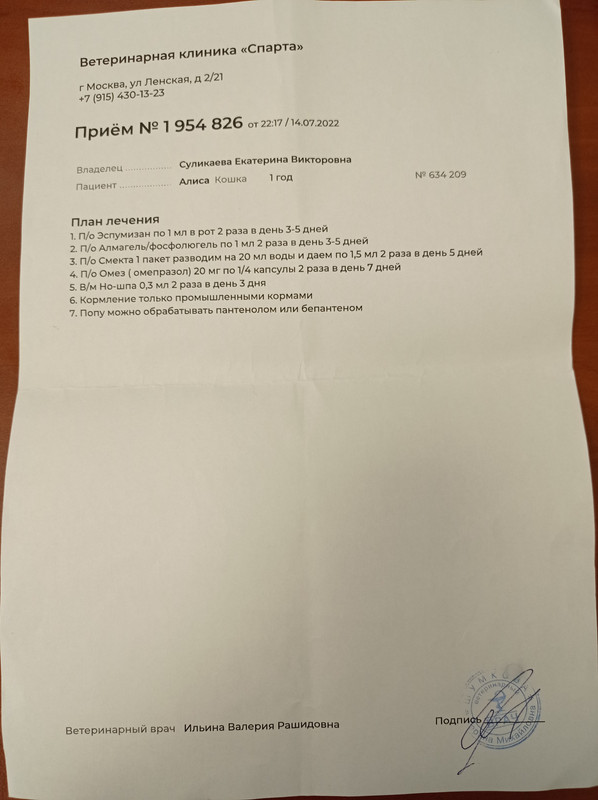 Ветеринарная клиника «Спарта»
г Москва, ул Ленская, д 2/21
+7 (915) 430-13-23
Приём № 1 954 826 от 22:17 / 14.07.2022
Владелец ............... Суликаева Екатерина Викторовна
Пациент ............... Алиса Кошка 1 год № 634 209
План лечения
1. П/о Эспумизан по 1 мл в рот 2 раза в день 3-5 дней
2. П/о Алмагель/фосфолюгель по 1 мл 2 раза в день 3-5 дней
3. П/о Смекта 1 пакет разводим на 20 мл воды и даем по 1,5 мл 2 раза в день 5 дней
4. П/о Омез ( омепразол) 20 мг по 1/4 капсулы 2 раза в день 7 дней
5. В/м Но-шпа 0,3 мл 2 раза в день 3 дня
6. Кормление только промышленными кормами
7. Попу можно обрабатывать пантенолом или бепантеном
Ветеринарный врач Ильина Валерия Рашидовна
Подпись
ветеринарный
Михайловна